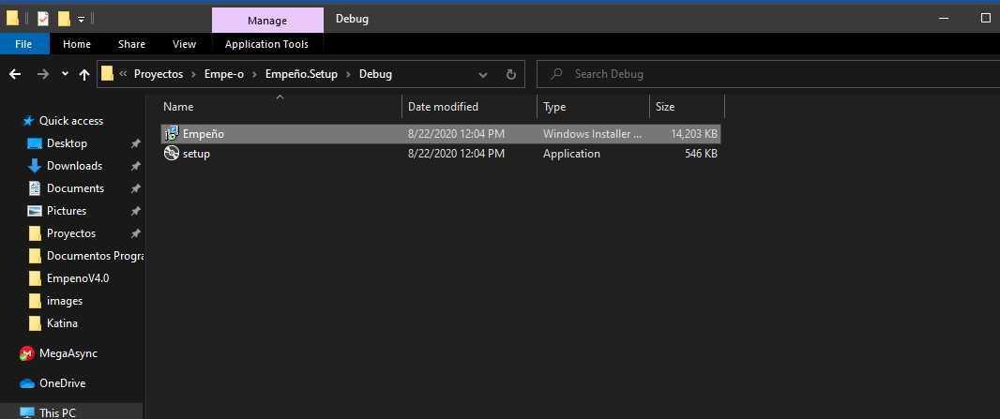 Manage
Debug
File
Home
Share
View
Application Tools
« Proyectos > Empe-o > Empeño.Setup > Debug
Search Debug
Name
Date modified
Type
Size
Quick access
Desktop
Downloads
Documents
Pictures
Proyectos
Documentos Progra
EmpenoV4.0
images
Katina
MegaAsync
OneDrive
This PC
Empeño 8/22/2020 12:04 PM Windows Installer ... 14,203 KB
setup 8/22/2020 12:04 PM Application 546 KB